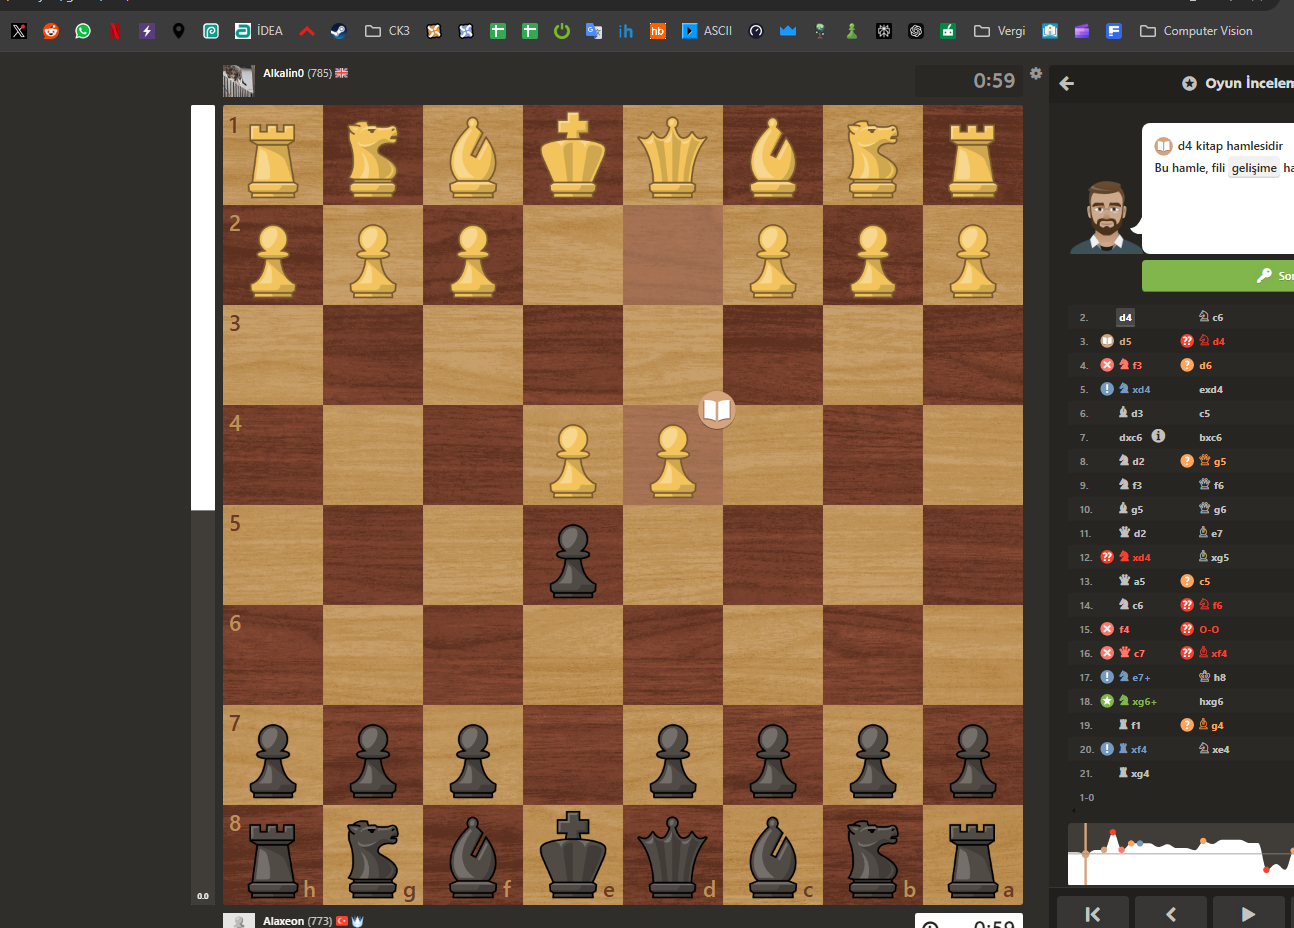 İDEA CK3 ih hb ASCII Vergi Computer Vision
Alkalin0 (785)
0:59
Oyun İncelem
d4 kitap hamlesidir
Bu hamle, fili gelişime ha
Sor
1
2
3
4
5
6
7
8
h g f e d c b a
0.0
2. d4 c6
3. d5 ?? d4
4. f3 ? d6
5. ! xd4 exd4
6. d3 c5
7. dxc6 bxc6
8. d2 ? g5
9. f3 f6
10. g5 g6
11. d2 e7
12. ?? xd4 xg5
13. a5 ? c5
14. c6 ?? f6
15. f4 ?? O-O
16. c7 ?? xf4
17. ! e7+ h8
18. xg6+ hxg6
19. f1 ? g4
20. ! xf4 xe4
21. xg4
1-0
Alaxeon (773)
0:59